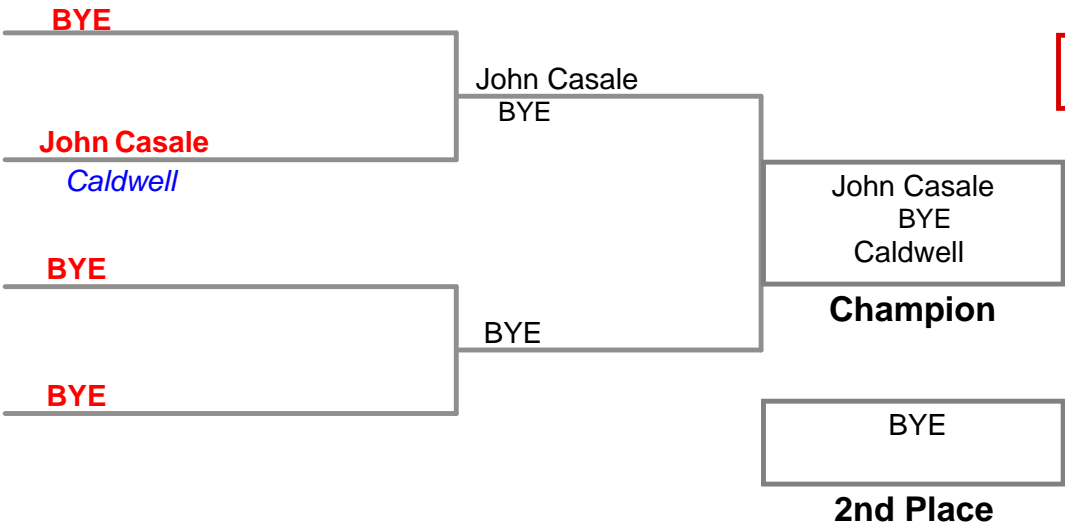 BYE
John Casale
BYE
John Casale
Caldwell
John Casale
BYE
Caldwell
BYE
Champion
BYE
BYE
BYE
2nd Place